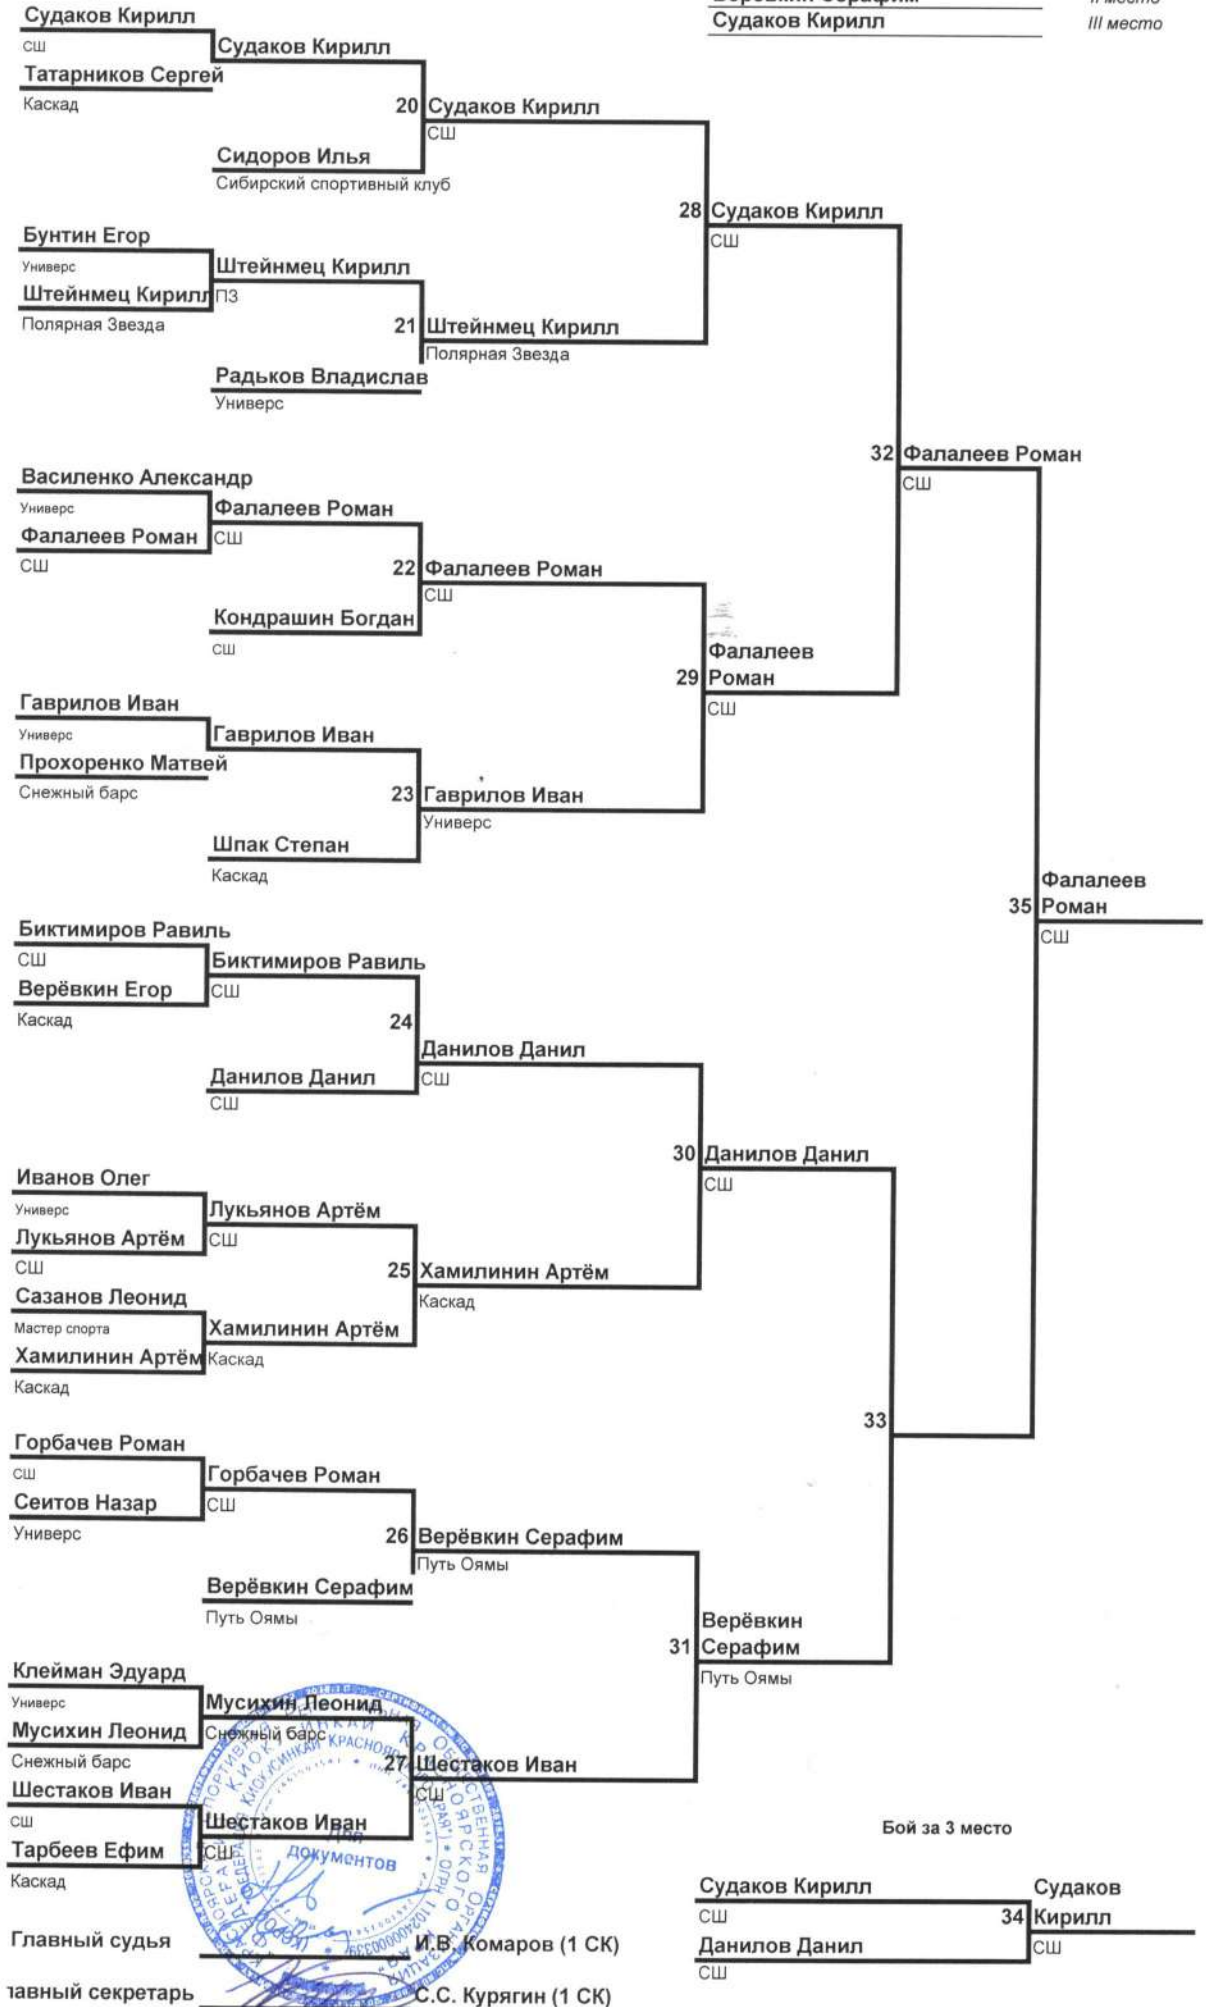 Судаков Кирилл
III место
Судаков Кирилл
СШ
Судаков Кирилл
Татарников Сергей
Каскад
20 Судаков Кирилл
СШ
Сидоров Илья
Сибирский спортивный клуб
28 Судаков Кирилл
СШ
Бунтин Егор
Универс
Штейнмец Кирилл
Штейнмец Кирилл
ПЗ
Полярная Звезда
21 Штейнмец Кирилл
Полярная Звезда
Радьков Владислав
Универс
32 Фалалеев Роман
СШ
Василенко Александр
Универс
Фалалеев Роман
Фалалеев Роман
СШ
СШ
22 Фалалеев Роман
СШ
Кондрашин Богдан
СШ
Фалалеев
29 Роман
СШ
Гаврилов Иван
Универс
Гаврилов Иван
Прохоренко Матвей
Снежный барс
23 Гаврилов Иван
Универс
Шпак Степан
Каскад
Фалалеев
35 Роман
СШ
Биктимиров Равиль
СШ
Биктимиров Равиль
Верёвкин Егор
СШ
Каскад
24
Данилов Данил
СШ
Данилов Данил
СШ
30 Данилов Данил
СШ
Иванов Олег
Универс
Лукьянов Артём
Лукьянов Артём
СШ
СШ
25 Хамилинин Артём
Каскад
Сазанов Леонид
Мастер спорта
Хамилинин Артём
Хамилинин Артём
Каскад
Каскад
33
Горбачев Роман
СШ
Горбачев Роман
Сеитов Назар
СШ
Универс
26 Верёвкин Серафим
Путь Оямы
Верёвкин Серафим
Путь Оямы
Верёвкин
31 Серафим
Путь Оямы
Клейман Эдуард
Универс
Мусихин Леонид
Мусихин Леонид
Снежный барс
Снежный барс
27 Шестаков Иван
СШ
Шестаков Иван
СШ
Шестаков Иван
Тарбеев Ефим
СШ
Каскад
Для
документов
Бой за 3 место
Судаков Кирилл
СШ
Судаков
34 Кирилл
СШ
Данилов Данил
СШ
Главный судья И.В. Комаров (1 СК)
секретарь С.С. Курягин (1 СК)